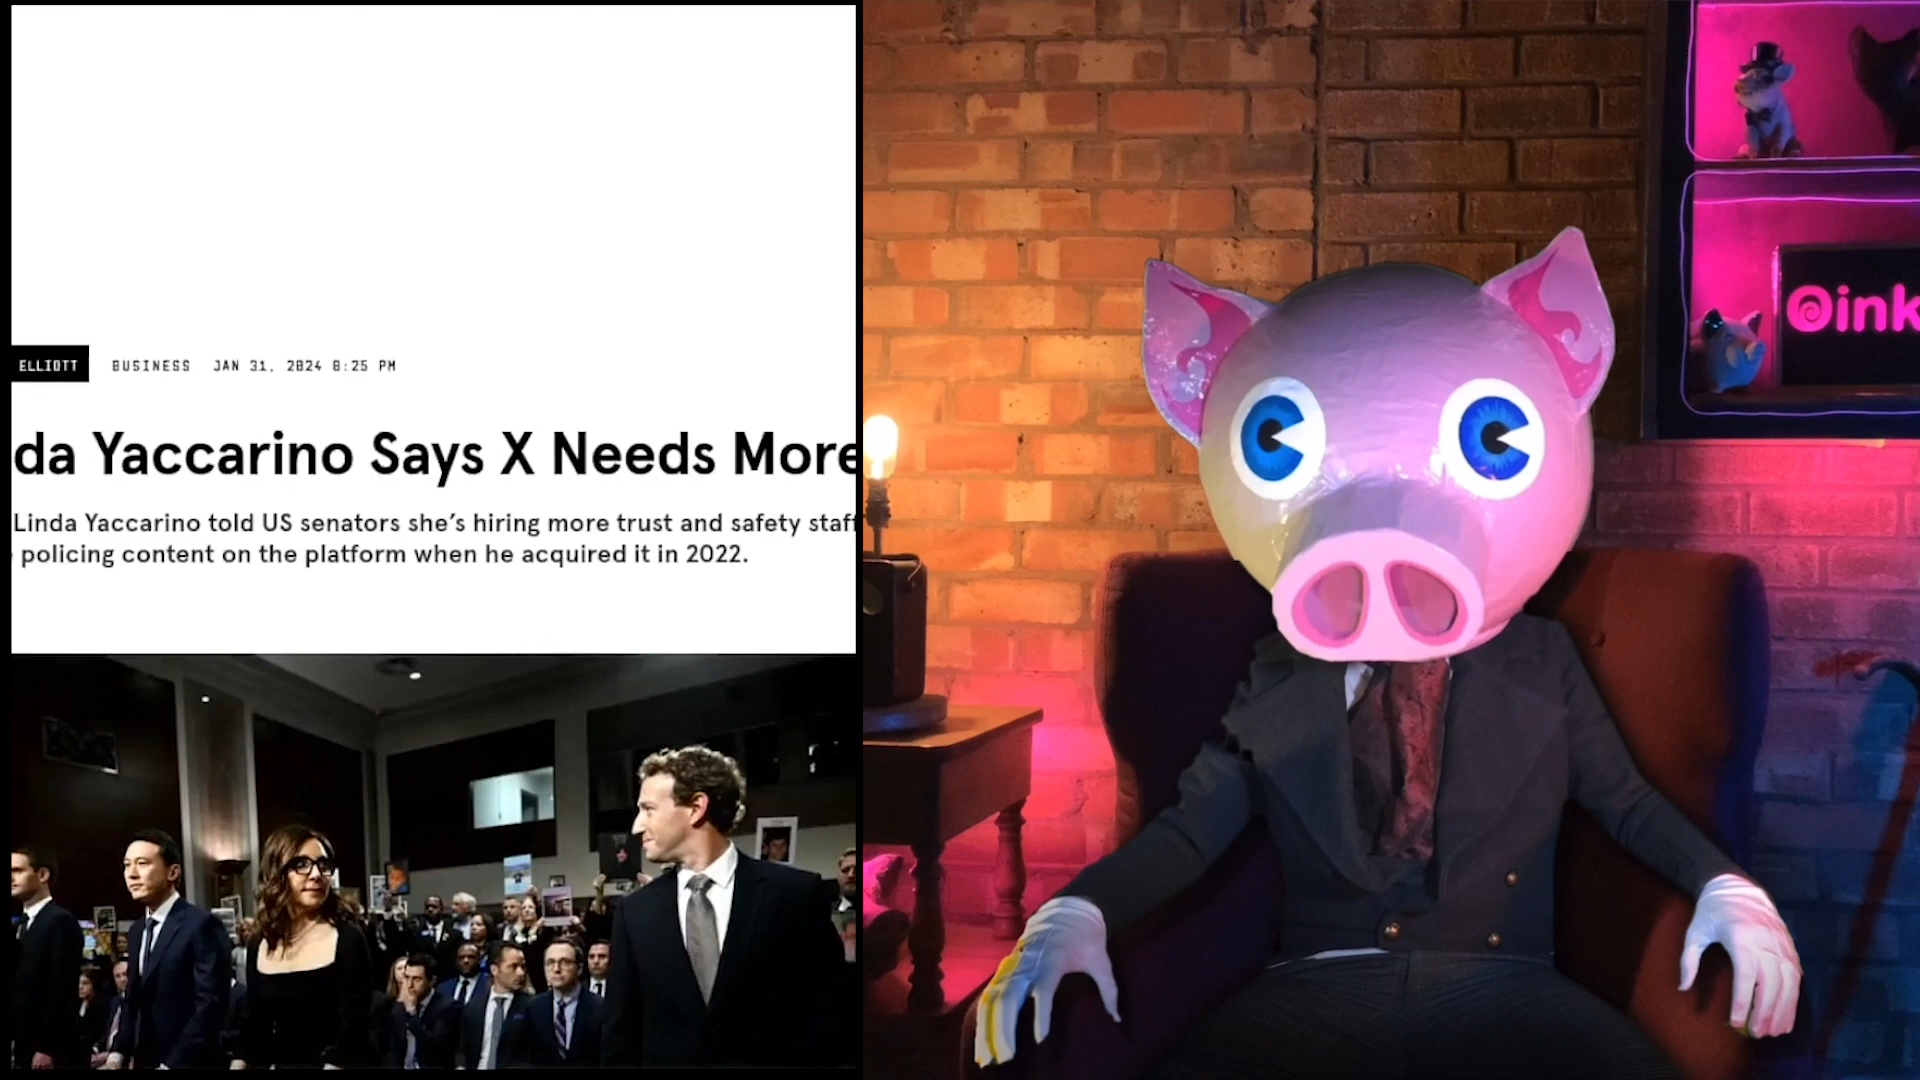 ELLIOTT BUSINESS JAN 31, 2024 8:25 PM
da Yaccarino Says X Needs More
Linda Yaccarino told US senators she's hiring more trust and safety staff
policing content on the platform when he acquired it in 2022.
Oink